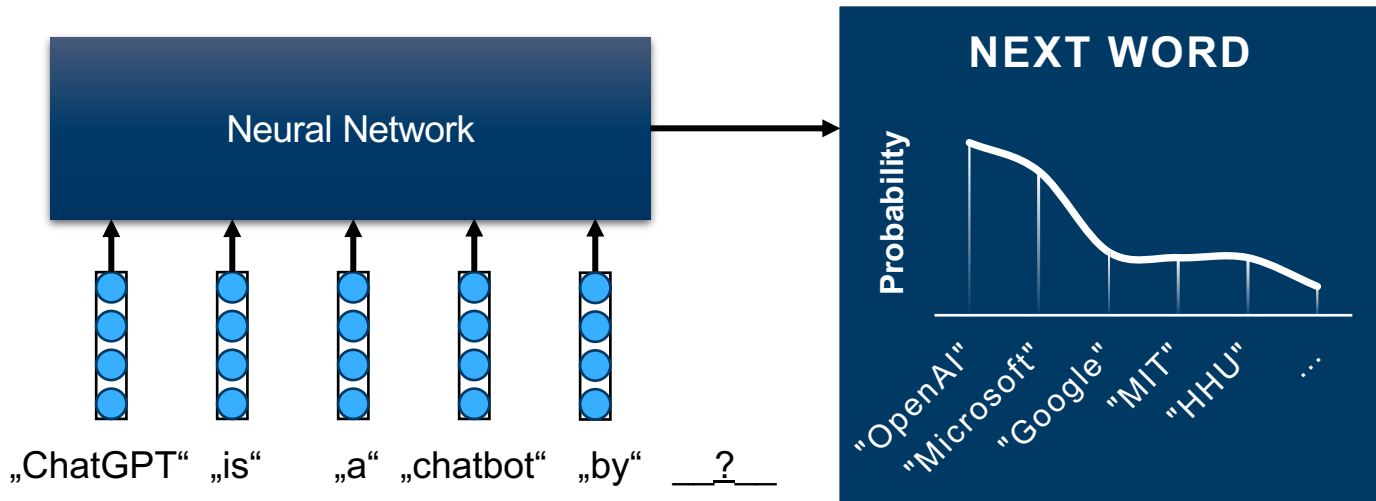 NEXT WORD
Neural Network
Probability
"OpenAI"
"Microsoft"
"Google"
"MIT"
"HHU"
...
„ChatGPT“ „is“ „a“ „chatbot“ „by“ __?__